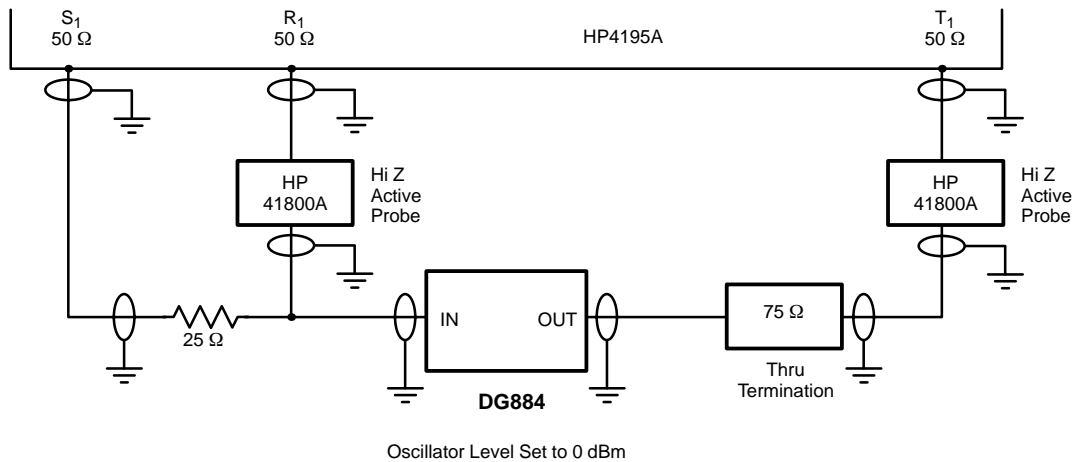 S1
50 Ω
R1
50 Ω
HP4195A
T1
50 Ω
HP
41800A
Hi Z
Active
Probe
HP
41800A
Hi Z
Active
Probe
25 Ω
IN
OUT
75 Ω
Thru
Termination
DG884
Oscillator Level Set to 0 dBm